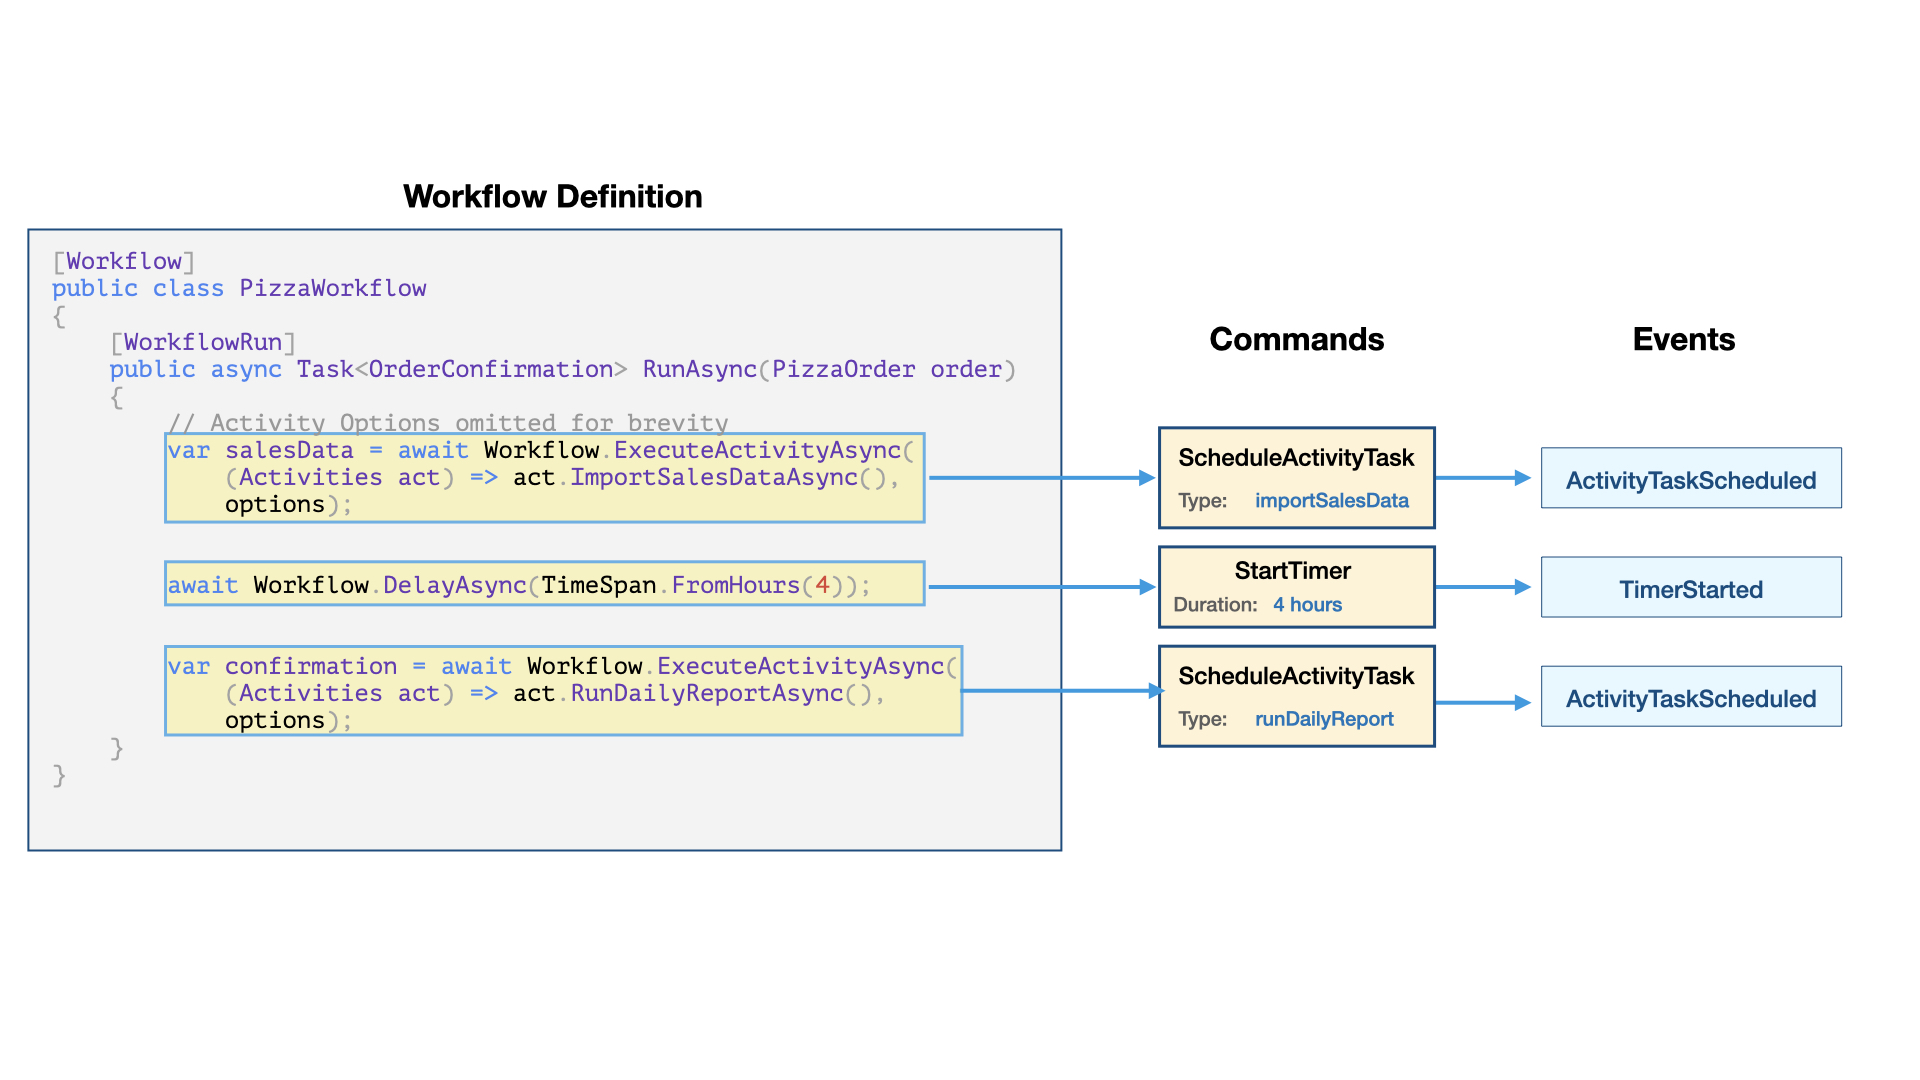 Workflow Definition
[Workflow]
public class PizzaWorkflow
{
[WorkflowRun]
public async Task<OrderConfirmation> RunAsync(PizzaOrder order)
{
// Activity Options omitted for brevity
var salesData = await Workflow.ExecuteActivityAsync(
(Activities act) => act.ImportSalesDataAsync(),
options);
await Workflow.DelayAsync(TimeSpan.FromHours(4));
var confirmation = await Workflow.ExecuteActivityAsync(
(Activities act) => act.RunDailyReportAsync(),
options);
}
}
Commands
ScheduleActivityTask
Type: importSalesData
StartTimer
Duration: 4 hours
ScheduleActivityTask
Type: runDailyReport
Events
ActivityTaskScheduled
TimerStarted
ActivityTaskScheduled